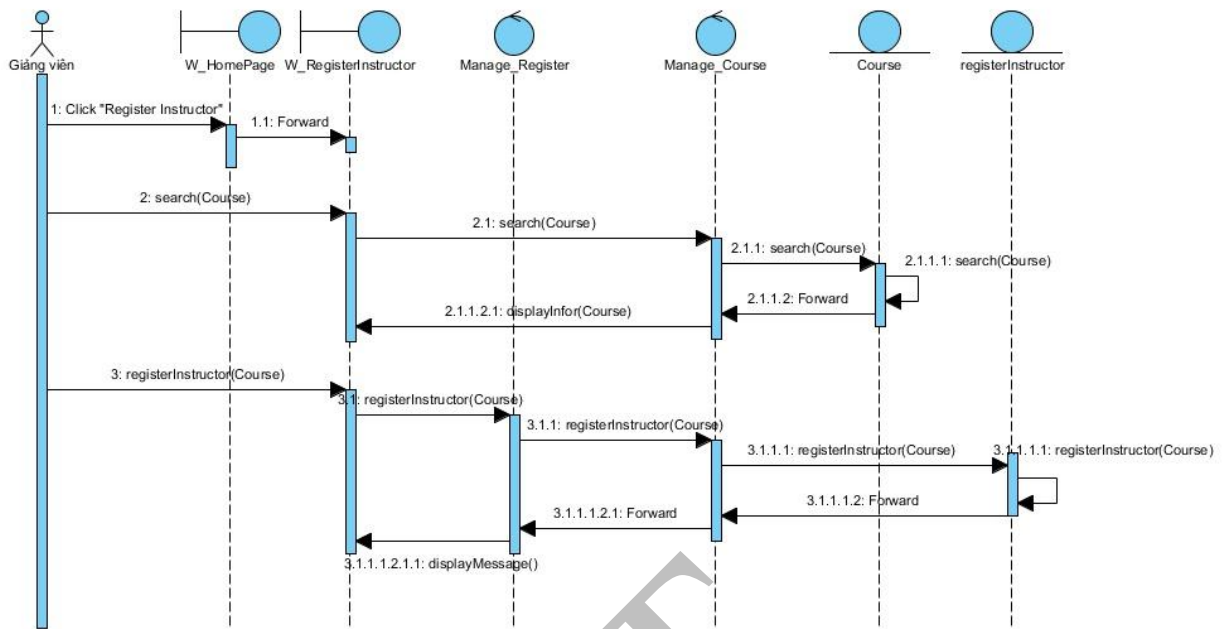 Giảng viên
W_HomePage
W_RegisterInstructor
Manage_Register
Manage_Course
Course
registerInstructor
1: Click "Register Instructor"
1.1: Forward
2: search(Course)
2.1: search(Course)
2.1.1: search(Course)
2.1.1.1: search(Course)
2.1.1.2: Forward
2.1.1.2.1: displayInfor(Course)
3: registerInstructor(Course)
3.1: registerInstructor(Course)
3.1.1: registerInstructor(Course)
3.1.1.1: registerInstructor(Course)
3.1.1.1.1: registerInstructor(Course)
3.1.1.1.2: Forward
3.1.1.1.2.1: Forward
3.1.1.1.2.1.1: displayMessage()